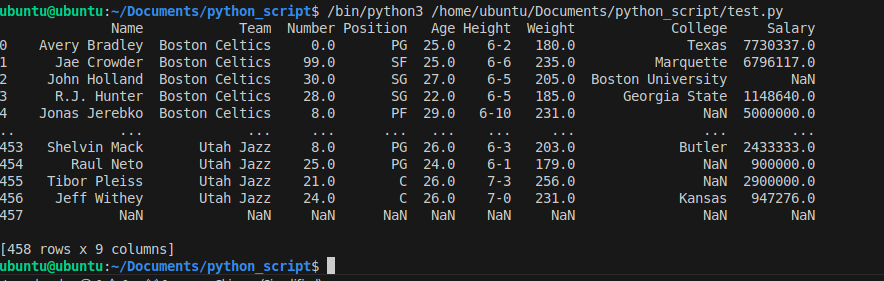 ubuntu@ubuntu:~/Documents/python_script$ /bin/python3 /home/ubuntu/Documents/python_script/test.py
Name Team Number Position Age Height Weight College Salary
0 Avery Bradley Boston Celtics 0.0 PG 25.0 6-2 180.0 Texas 7730337.0
1 Jae Crowder Boston Celtics 99.0 SF 25.0 6-6 235.0 Marquette 6796117.0
2 John Holland Boston Celtics 30.0 SG 27.0 6-5 205.0 Boston University NaN
3 R.J. Hunter Boston Celtics 28.0 SG 22.0 6-5 185.0 Georgia State 1148640.0
4 Jonas Jerebko Boston Celtics 8.0 PF 29.0 6-10 231.0 NaN 5000000.0
.. ... ... ... ... ... ... ... ... ...
453 Shelvin Mack Utah Jazz 8.0 PG 26.0 6-3 203.0 Butler 2433333.0
454 Raul Neto Utah Jazz 25.0 PG 24.0 6-1 179.0 NaN 900000.0
455 Tibor Pleiss Utah Jazz 21.0 C 26.0 7-3 256.0 NaN 2900000.0
456 Jeff Withey Utah Jazz 24.0 C 26.0 7-0 231.0 Kansas 947276.0
457 NaN NaN NaN NaN NaN NaN NaN NaN NaN
[458 rows x 9 columns]
ubuntu@ubuntu:~/Documents/python_script$